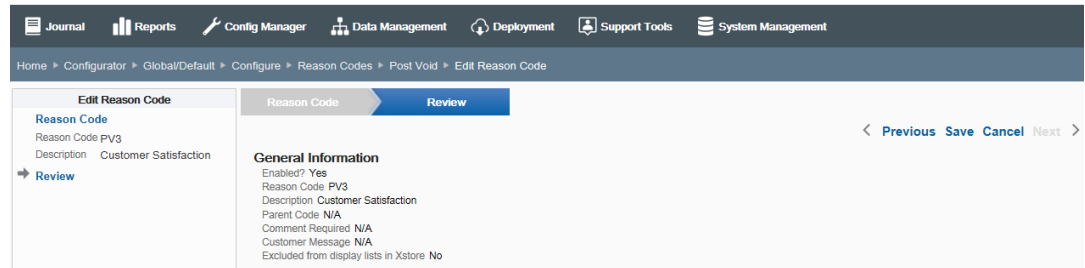 Journal Reports Config Manager Data Management Deployment Support Tools System Management
Home Configurator Global/Default Configure Reason Codes Post Void Edit Reason Code
Edit Reason Code
Reason Code
Reason Code PV3
Description Customer Satisfaction
Review
Reason Code Review
Previous Save Cancel Next
General Information
Enabled? Yes
Reason Code PV3
Description Customer Satisfaction
Parent Code N/A
Comment Required N/A
Customer Message N/A
Excluded from display lists in Xstore No